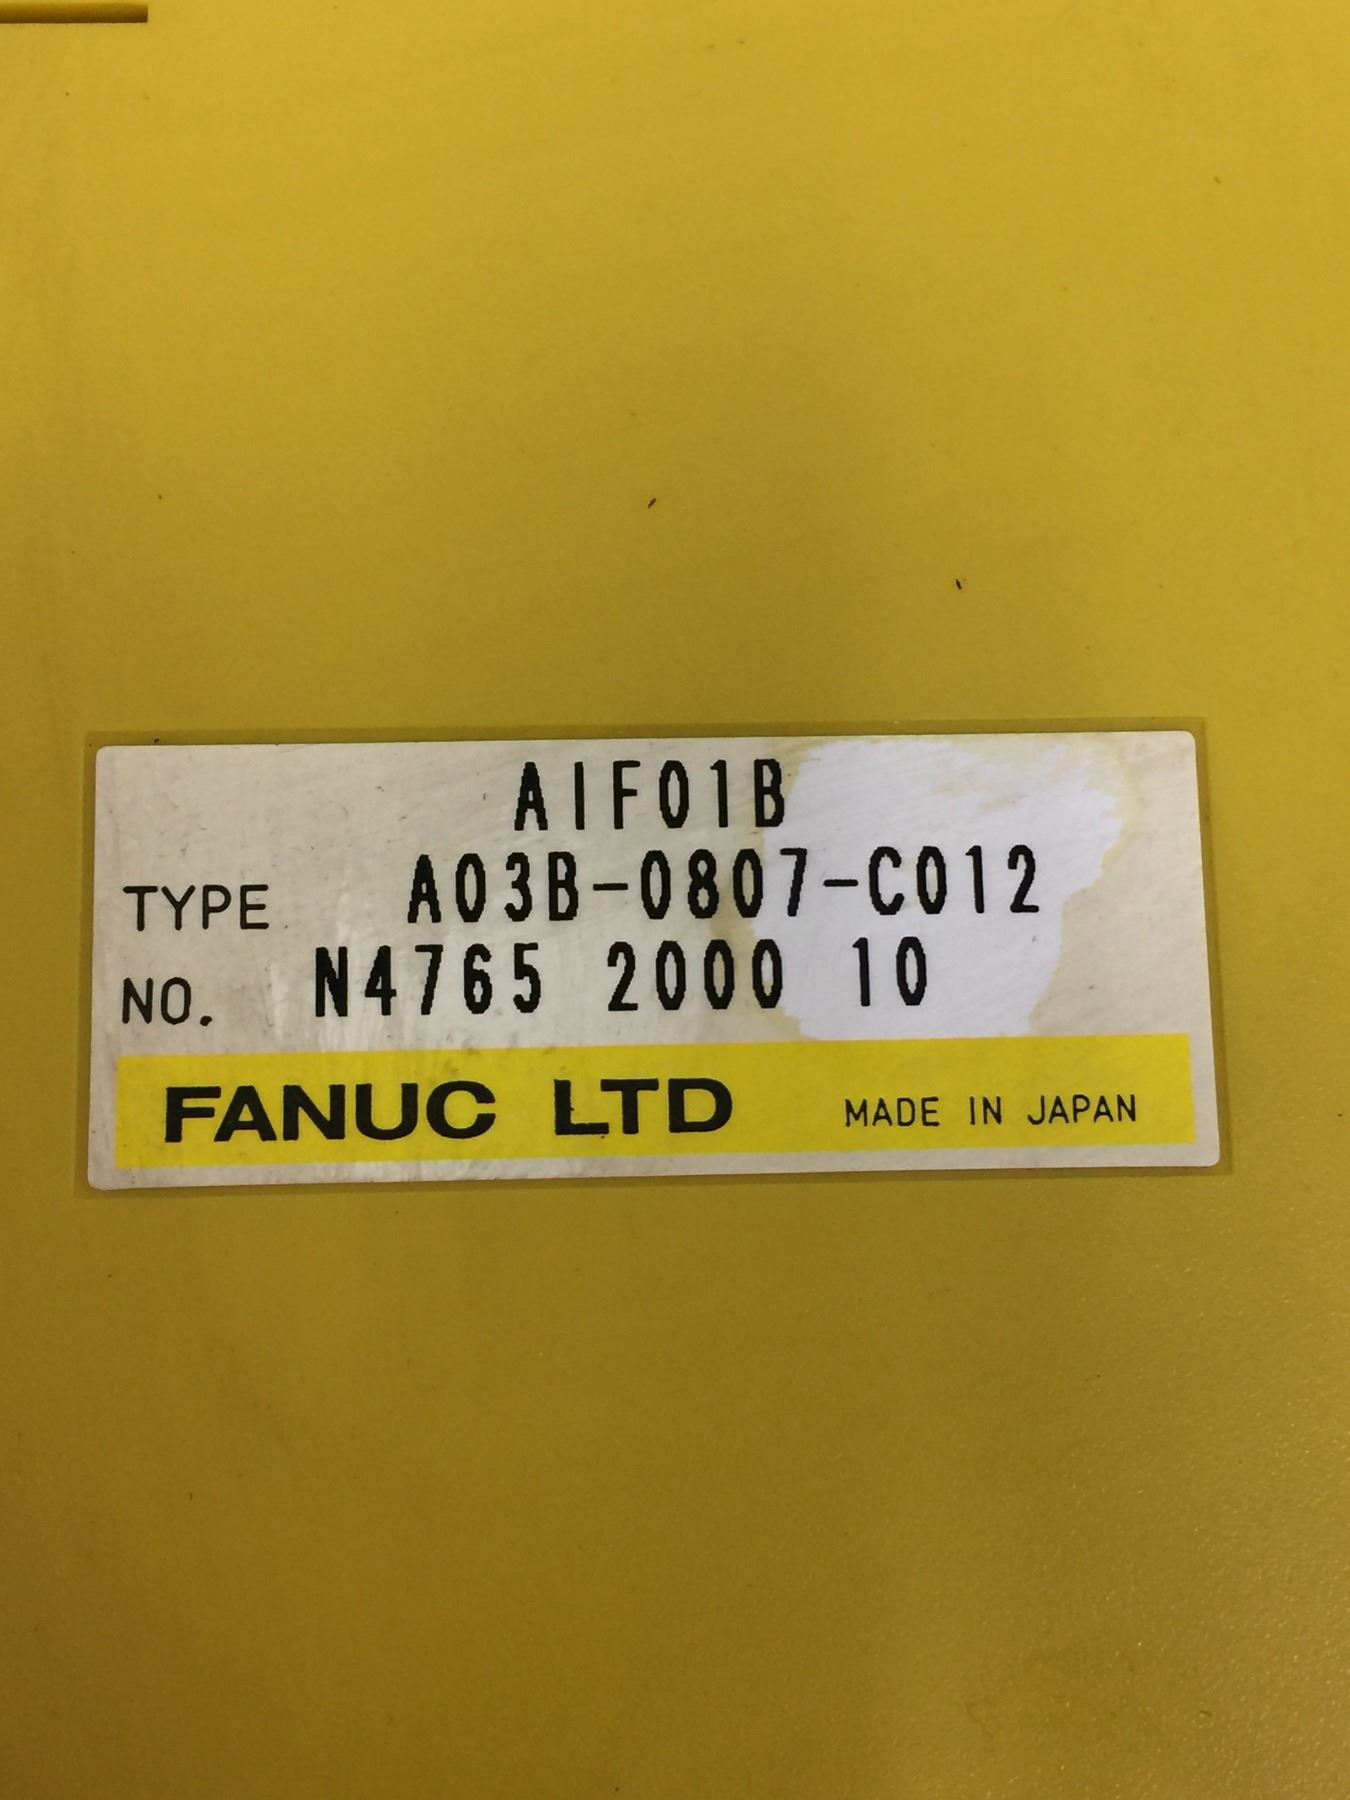 AIF01B
TYPE A03B-0807-C012
NO. N4765 2000 10
FANUC LTD MADE IN JAPAN